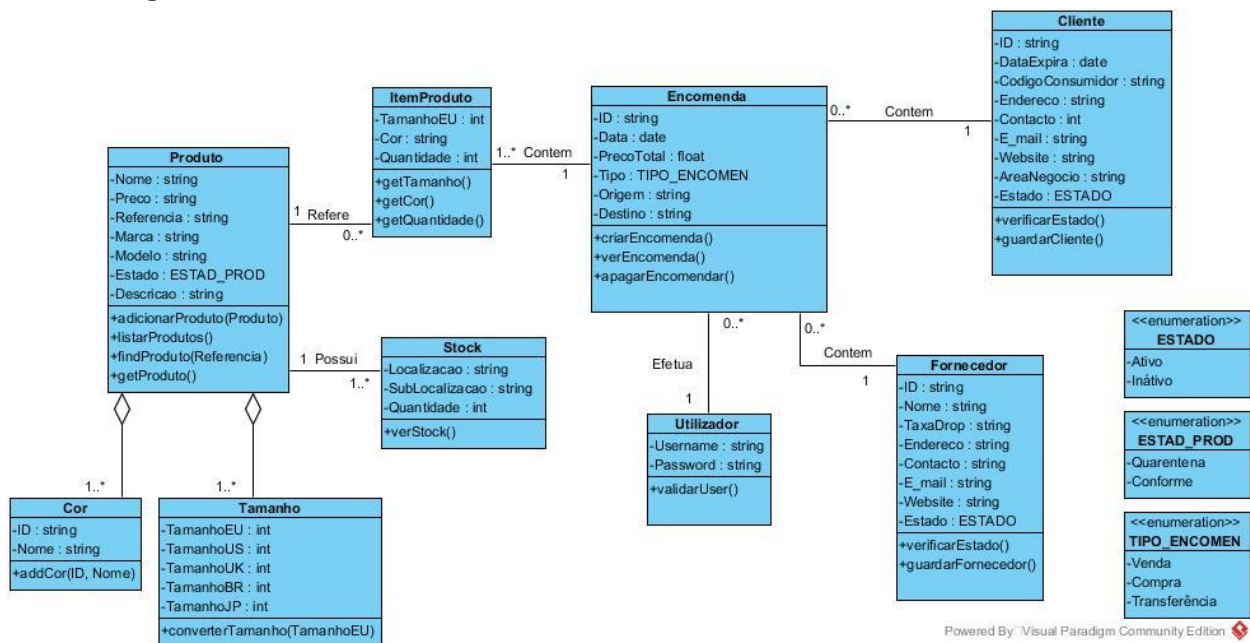 Cliente
-ID : string
-DataExpira : date
-CodigoConsumidor : string
-Endereco : string
-Contacto : int
-E_mail : string
-Website : string
-AreaNegocio : string
-Estado : ESTADO
+verificarEstado()
+guardarCliente()
ItemProduto
-TamanhoEU : int
-Cor : string
-Quantidade : int
+getTamanho()
+getCor()
+getQuantidade()
Encomenda
-ID : string
-Data : date
-PrecoTotal : float
-Tipo : TIPO_ENCOMEN
-Origem : string
-Destino : string
+criarEncomenda()
+verEncomenda()
+apagarEncomendar()
0..* Contem
1
1..* Contem
1
Produto
-Nome : string
-Preco : string
-Referencia : string
-Marca : string
-Modelo : string
-Estado : ESTAD_PROD
-Descricao : string
+adicionarProduto(Produto)
+listarProdutos()
+findProduto(Referencia)
+getProduto()
1 Refere
0..*
1 Possui
1..*
Stock
-Localizacao : string
-SubLocalizacao : string
-Quantidade : int
+verStock()
0..*
Efetua
1
0..*
Contem
1
Utilizador
-Username : string
-Password : string
+validarUser()
Fornecedor
-ID : string
-Nome : string
-TaxaDrop : string
-Endereco : string
-Contacto : string
-E_mail : string
-Website : string
-Estado : ESTADO
+verificarEstado()
+guardarFornecedor()
<<enumeration>>
ESTADO
-Ativo
-Inátivo
<<enumeration>>
ESTAD_PROD
-Quarentena
-Conforme
<<enumeration>>
TIPO_ENCOMEN
-Venda
-Compra
-Transferência
1..*
1..*
Cor
-ID : string
-Nome : string
+addCor(ID, Nome)
Tamanho
-TamanhoEU : int
-TamanhoUS : int
-TamanhoUK : int
-TamanhoBR : int
-TamanhoJP : int
+converterTamanho(TamanhoEU)
Powered By Visual Paradigm Community Edition